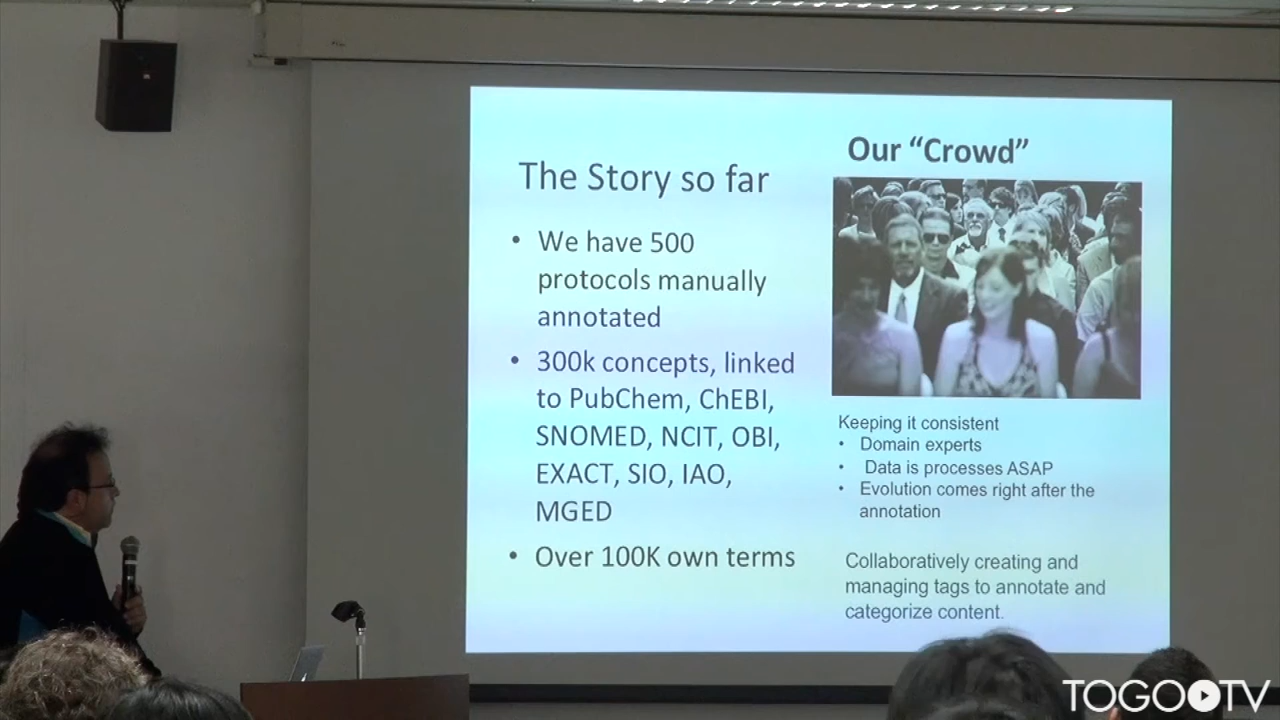 The Story so far
• We have 500
protocols manually
annotated
• 300k concepts, linked
to PubChem, ChEBI,
SNOMED, NCIT, OBI,
EXACT, SIO, IAO,
MGED
• Over 100K own terms
Our “Crowd”
Keeping it consistent
• Domain experts
• Data is processes ASAP
• Evolution comes right after the
annotation
Collaboratively creating and
managing tags to annotate and
categorize content.
TOGO TV